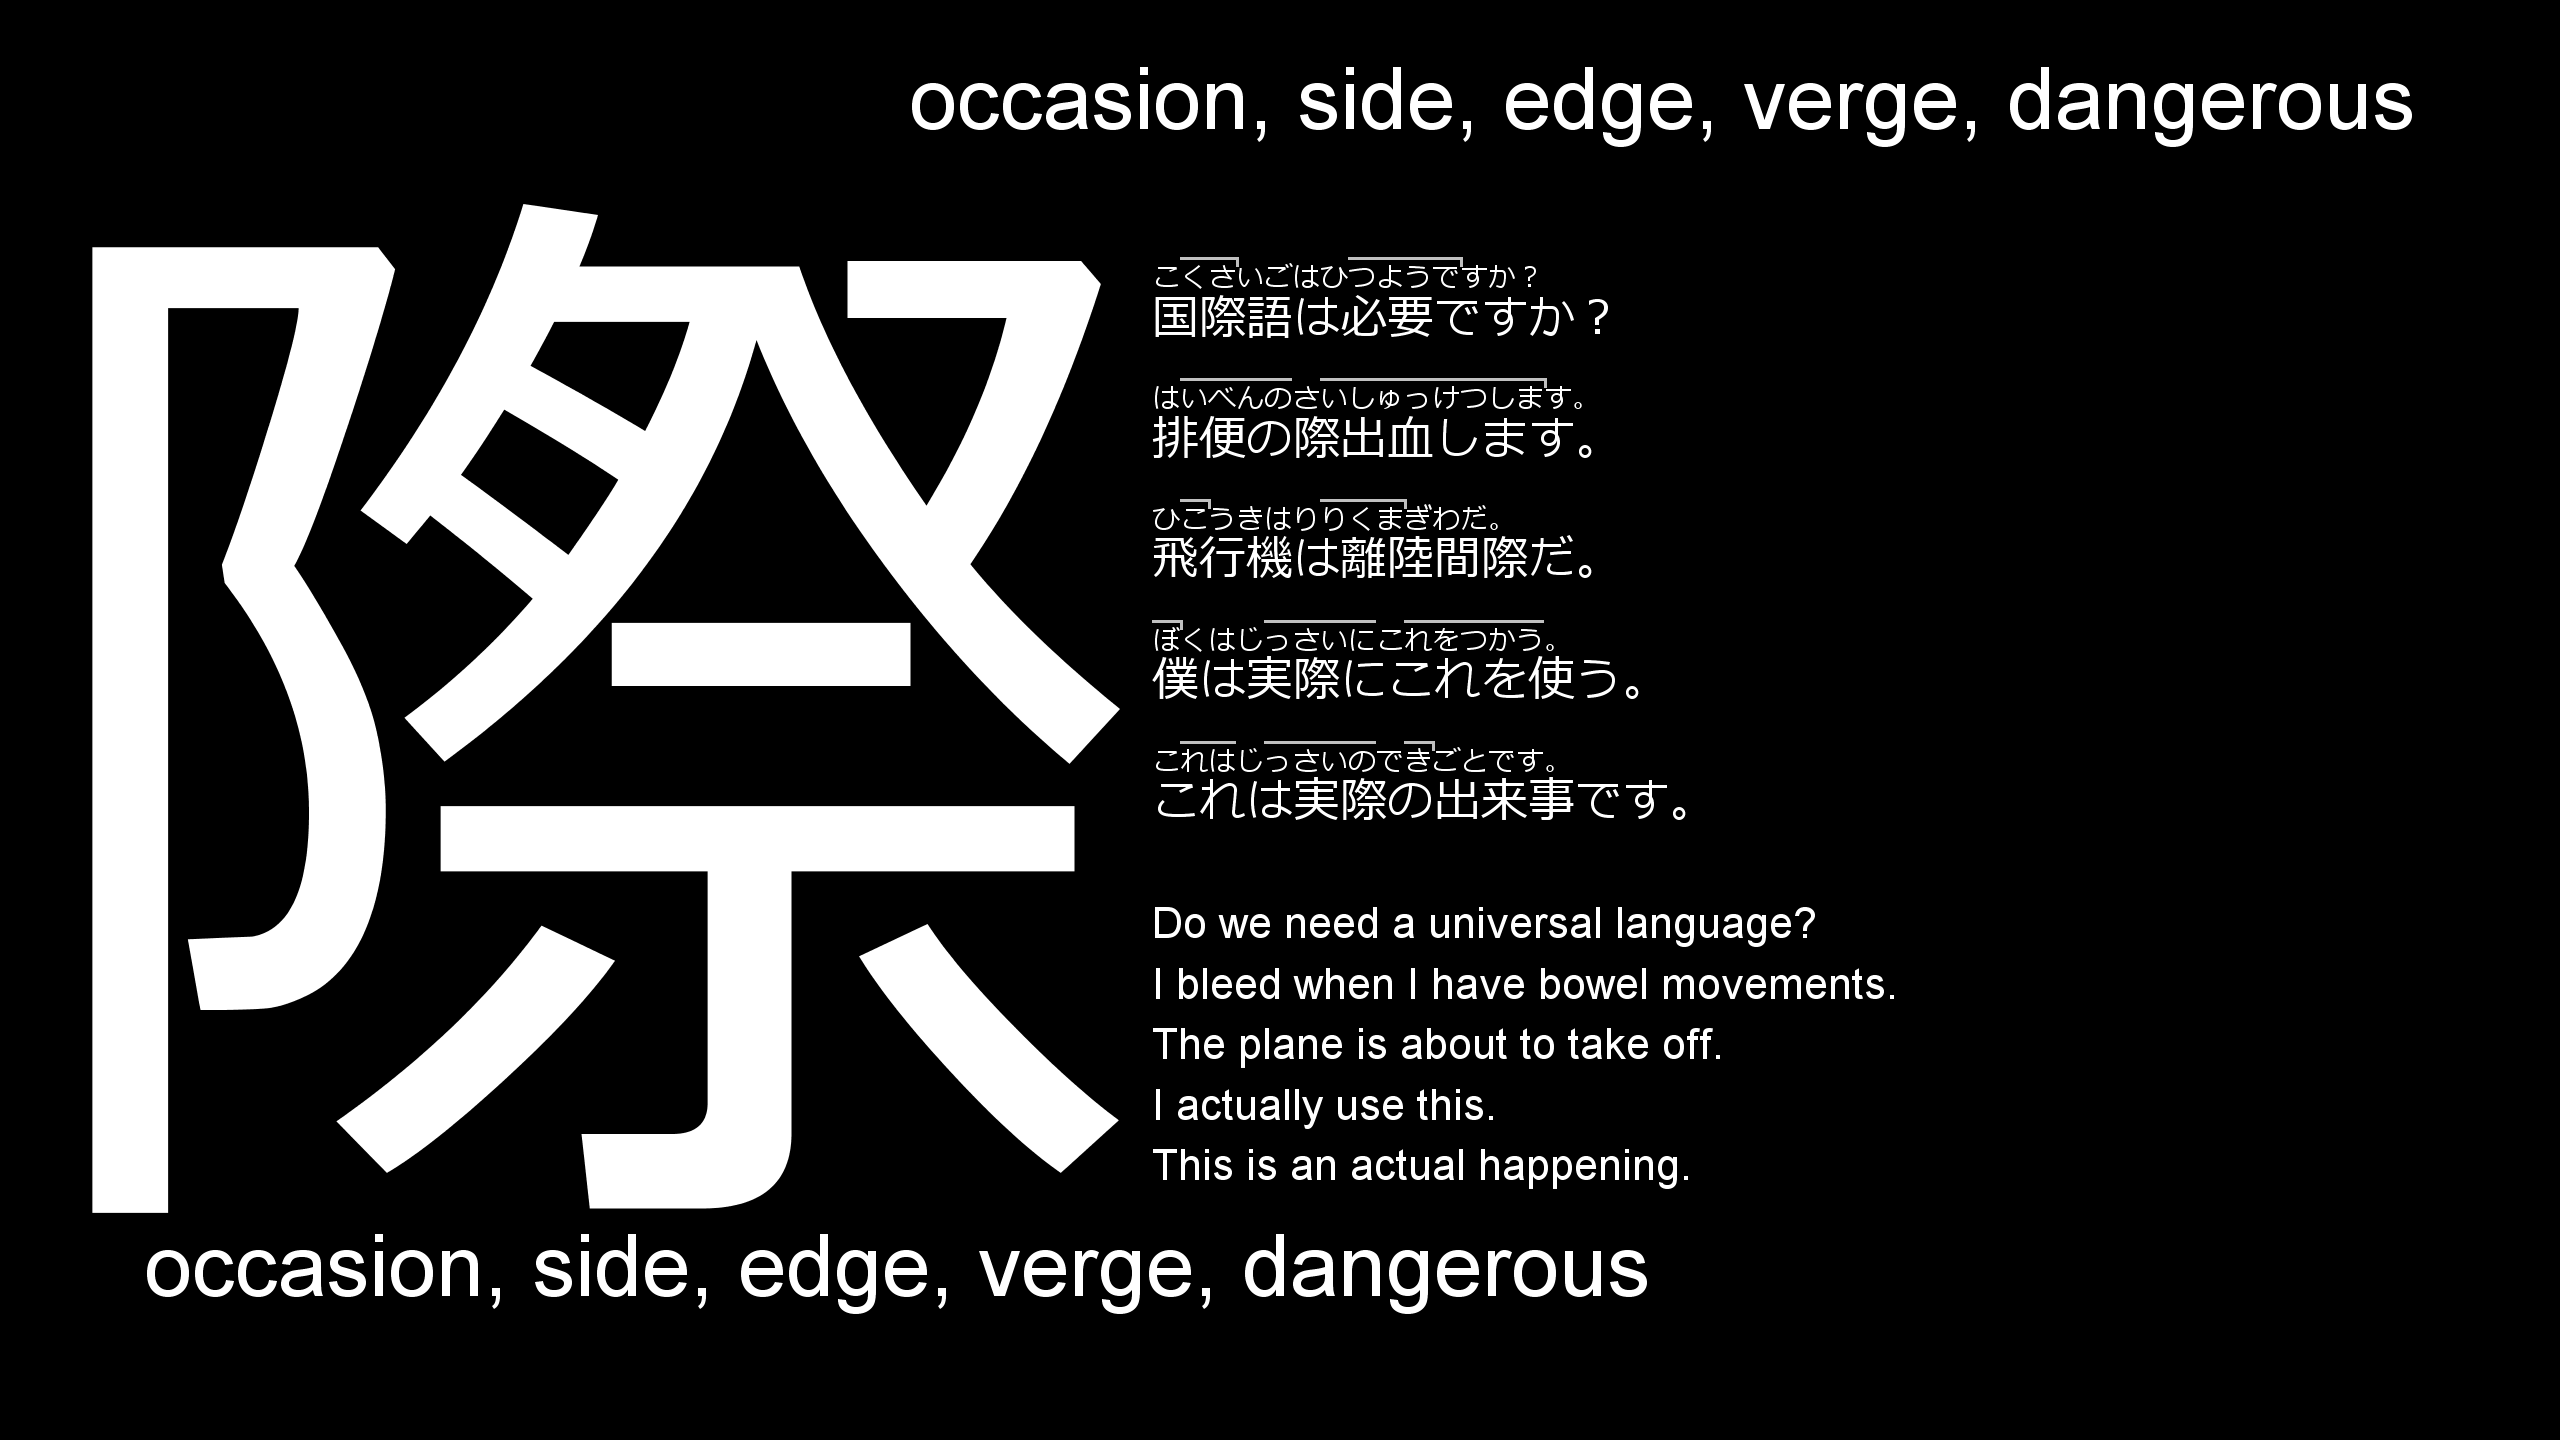 occasion, side, edge, verge, dangerous
際
こくさいごはひつようですか？
国際語は必要ですか？
はいべんのさいしゅっけつします。
排便の際出血します。
ひこうきはりりくまぎわだ。
飛行機は離陸間際だ。
ぼくはじっさいにこれをつかう。
僕は実際にこれを使う。
これはじっさいのできごとです。
これは実際の出来事です。
Do we need a universal language?
I bleed when I have bowel movements.
The plane is about to take off.
I actually use this.
This is an actual happening.
occasion, side, edge, verge, dangerous